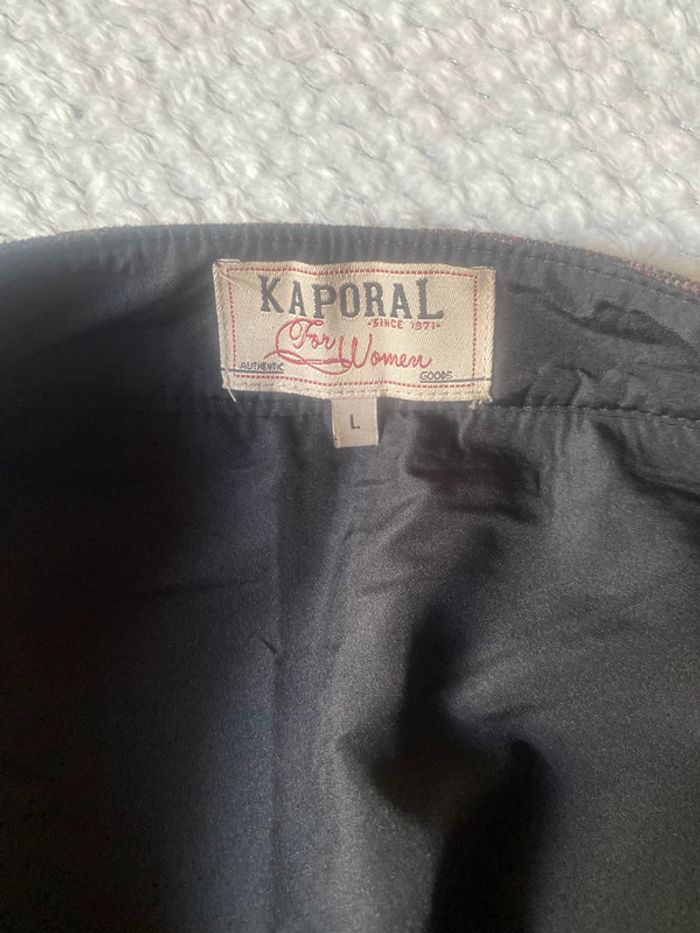 KAPORAL
-SINCE 1971-
For Women
AUTHENTIC GOODS
L